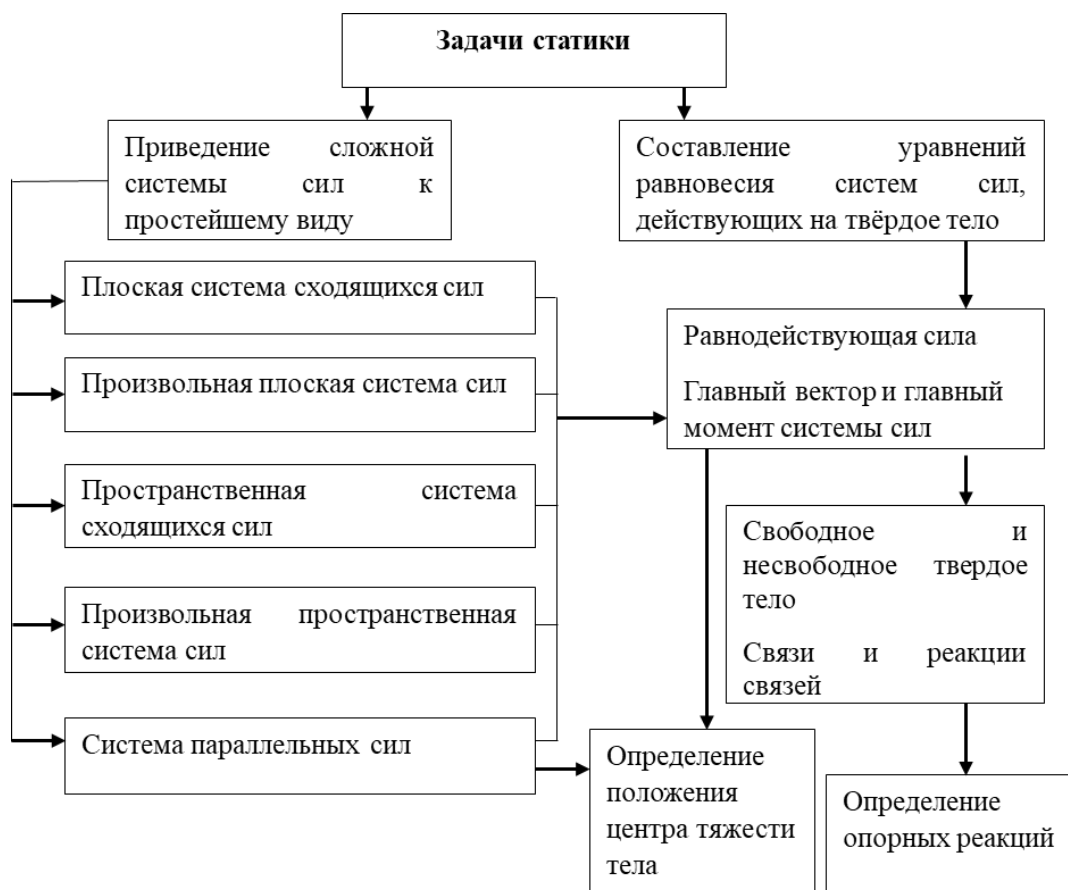 Задачи статики
Приведение сложной
системы сил к
простейшему виду
Составление уравнений
равновесия систем сил,
действующих на твёрдое тело
Плоская система сходящихся сил
Произвольная плоская система сил
Пространственная система
сходящихся сил
Произвольная пространственная
система сил
Система параллельных сил
Равнодействующая сила
Главный вектор и главный
момент системы сил
Свободное и
несвободное твердое
тело
Связи и реакции
связей
Определение
положения
центра тяжести
тела
Определение
опорных реакций